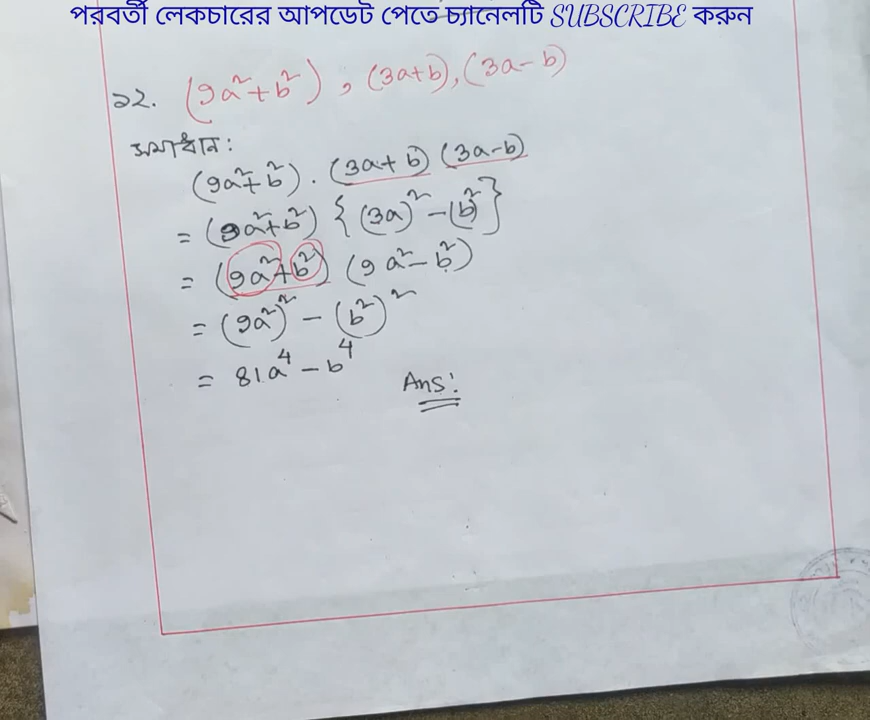 পরবর্তী লেকচারের আপডেট পেতে চ্যানেলটি SUBSCRIBE করুন
১২. (9a²+b²), (3a+b), (3a-b)
সমাধান:
(9a²+b²). (3a+b) (3a-b)
= (9a²+b²) {(3a)² - (b)²}
= (9a²+b²) (9a²-b²)
= (9a²)² - (b²)²
= 81a⁴ - b⁴
Ans: